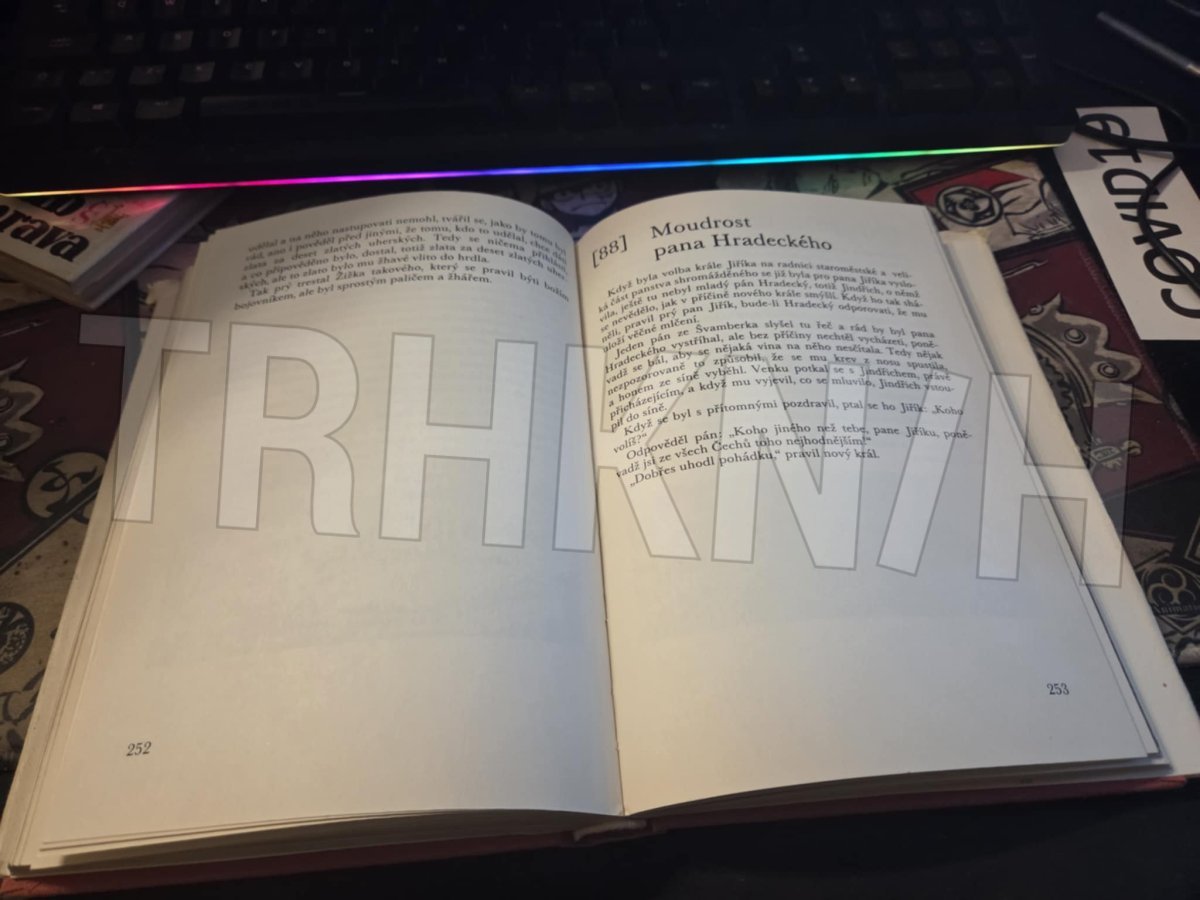 udělal a na něho nastupovati nemohl, tvářil se, jako by tomu byl
rád, ano i pověděl před jinými, že tomu, kdo to udělal, chce dáti
zlata za deset zlatých uherských. Tedy se ničema přihlásil,
a co připověděno bylo, dostal, totiž zlata za deset zlatých uher-
ských, ale to zlato bylo mu žhavé vlito do hrdla.
Tak prý trestal Žižka takového, který se pravil býti božím
bojovníkem, ale byl sprostým paličem a žhářem.
252
[88] Moudrost
pana Hradeckého
Když byla volba krále Jiříka na radnici staroměstské a veli-
ká část panstva shromážděného se již byla pro pana Jiříka vyslo-
vila, ještě tu nebyl mladý pán Hradecký, totiž Jindřich, o němž
se nevědělo, jak v příčině nového krále smýšlí. Když ho tak shá-
něli, pravil prý pan Jiřík, bude-li Hradecký odporovati, že mu
uloží věčné mlčení.
Jeden pán ze Švamberka slyšel tu řeč a rád by byl pana
Hradeckého vystříhal, ale bez příčiny nechtěl vycházeti, poně-
vadž se bál, aby se nějaká vina na něho nesčítala. Tedy nějak
nezpozorovaně to způsobil, že se mu krev z nosu spustila,
a honem ze síně vyběhl. Venku potkal se s Jindřichem, právě
přicházejícím, a když mu vyjevil, co se mluvilo, Jindřich vstou-
pil do síně.
Když se byl s přítomnými pozdravil, ptal se ho Jiřík: „Koho
volíš?“
Odpověděl pán: „Koho jiného než tebe, pane Jiříku, poně-
vadž jsi ze všech Čechů toho nejhodnějším!“
„Dobřes uhodl pohádku,“ pravil nový král.
253
TRHKN/H